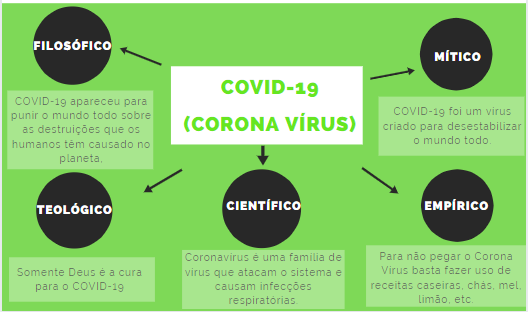 FILOSÓFICO
COVID-19 apareceu para
punir o mundo todo sobre
as destruições que os
humanos têm causado no
planeta.
COVID-19
(CORONA VÍRUS)
MÍTICO
COVID-19 foi um virus
criado para desestabilizar
o mundo todo.
TEOLÓGICO
Somente Deus é a cura
para o COVID-19
CIENTÍFICO
Coronavírus é uma família de
vírus que atacam o sistema e
causam infecções
respiratórias.
EMPÍRICO
Para não pegar o Corona
Virus basta fazer uso de
receitas caseiras, chás, mel,
limão, etc.